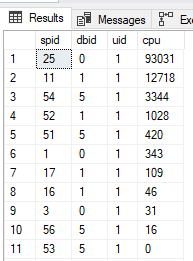 Results Messages Exec
spid dbid uid cpu
1 25 0 1 93031
2 11 1 1 12718
3 54 5 1 3344
4 52 1 1 1028
5 51 5 1 420
6 1 0 1 343
7 17 1 1 109
8 16 1 1 46
9 3 0 1 31
10 56 5 1 16
11 53 5 1 0